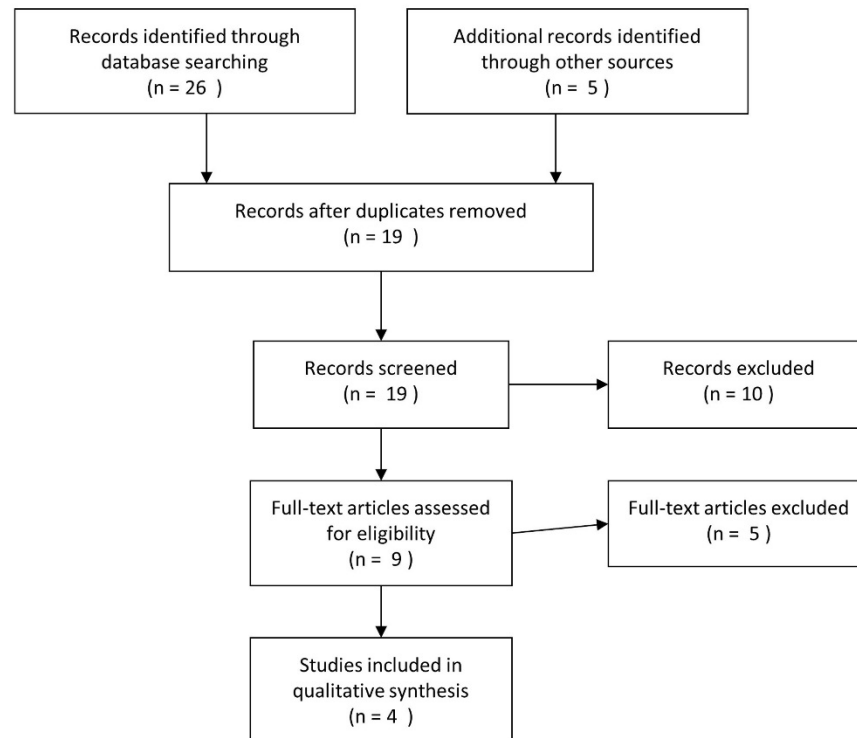 Records identified through
database searching
(n = 26 )
Additional records identified
through other sources
(n = 5 )
Records after duplicates removed
(n = 19 )
Records screened
(n = 19 )
Records excluded
(n = 10 )
Full-text articles assessed
for eligibility
(n = 9 )
Full-text articles excluded
(n = 5 )
Studies included in
qualitative synthesis
(n = 4 )